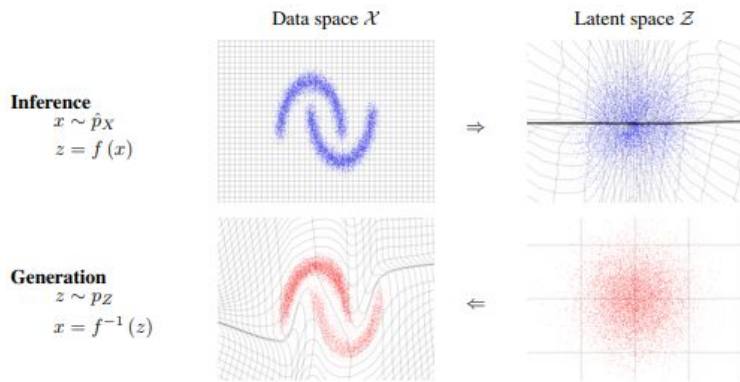 Data space 𝒳
Latent space 𝒵
Inference
x ∼ p̂_X
z = f (x)
⇒
Generation
z ∼ p_Z
x = f⁻¹ (z)
⇐